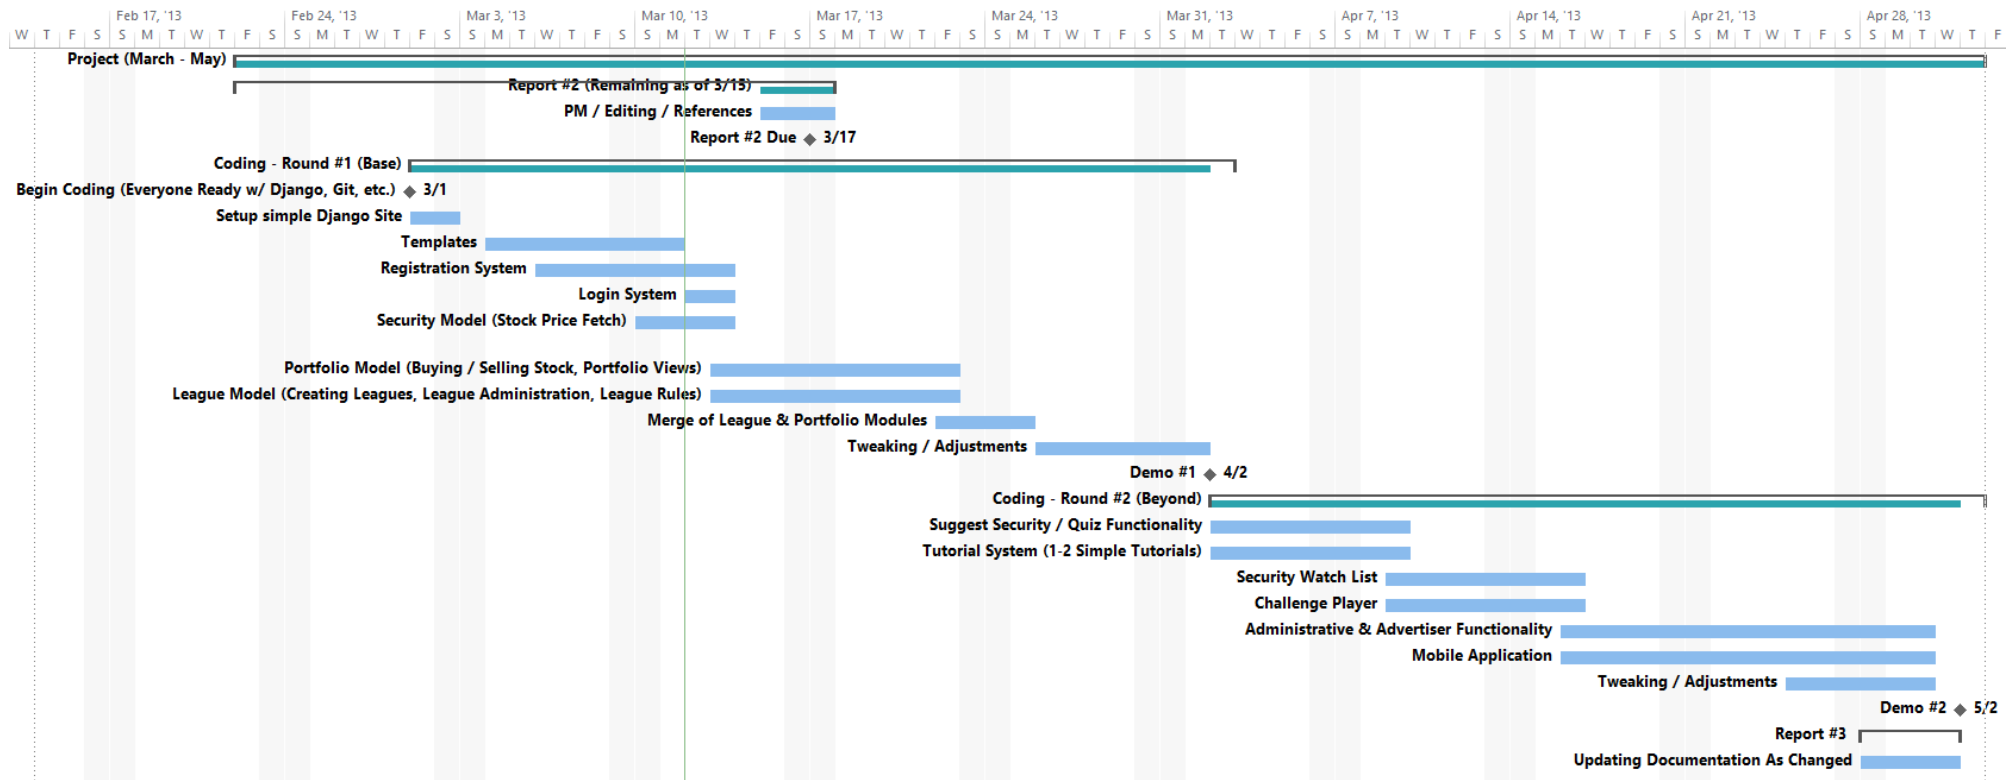 Feb 17, '13 Feb 24, '13 Mar 3, '13 Mar 10, '13 Mar 17, '13 Mar 24, '13 Mar 31, '13 Apr 7, '13 Apr 14, '13 Apr 21, '13 Apr 28, '13
W T F S S M T W T F S S M T W T F S S M T W T F S S M T W T F S S M T W T F S S M T W T F S S M T W T F S S M T W T F S S M T W T F S S M T W T F S S M T W T F
Project (March - May)
Report #2 (Remaining as of 3/15)
PM / Editing / References
Report #2 Due 3/17
Coding - Round #1 (Base)
Begin Coding (Everyone Ready w/ Django, Git, etc.) 3/1
Setup simple Django Site
Templates
Registration System
Login System
Security Model (Stock Price Fetch)
Portfolio Model (Buying / Selling Stock, Portfolio Views)
League Model (Creating Leagues, League Administration, League Rules)
Merge of League & Portfolio Modules
Tweaking / Adjustments
Demo #1 4/2
Coding - Round #2 (Beyond)
Suggest Security / Quiz Functionality
Tutorial System (1-2 Simple Tutorials)
Security Watch List
Challenge Player
Administrative & Advertiser Functionality
Mobile Application
Tweaking / Adjustments
Demo #2 5/2
Report #3
Updating Documentation As Changed